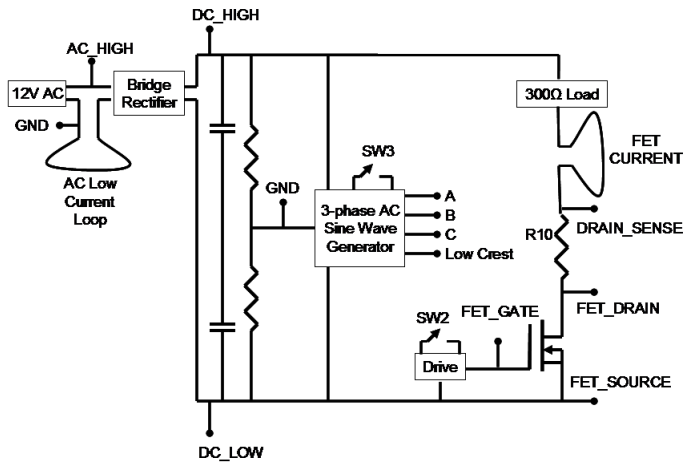 DC_HIGH
AC_HIGH
12V AC
Bridge
Rectifier
GND
AC Low
Current
Loop
300Ω Load
FET
CURRENT
SW3
GND
3-phase AC
Sine Wave
Generator
A
B
C
Low Crest
DRAIN_SENSE
R10
FET_DRAIN
SW2
FET_GATE
Drive
FET_SOURCE
DC_LOW